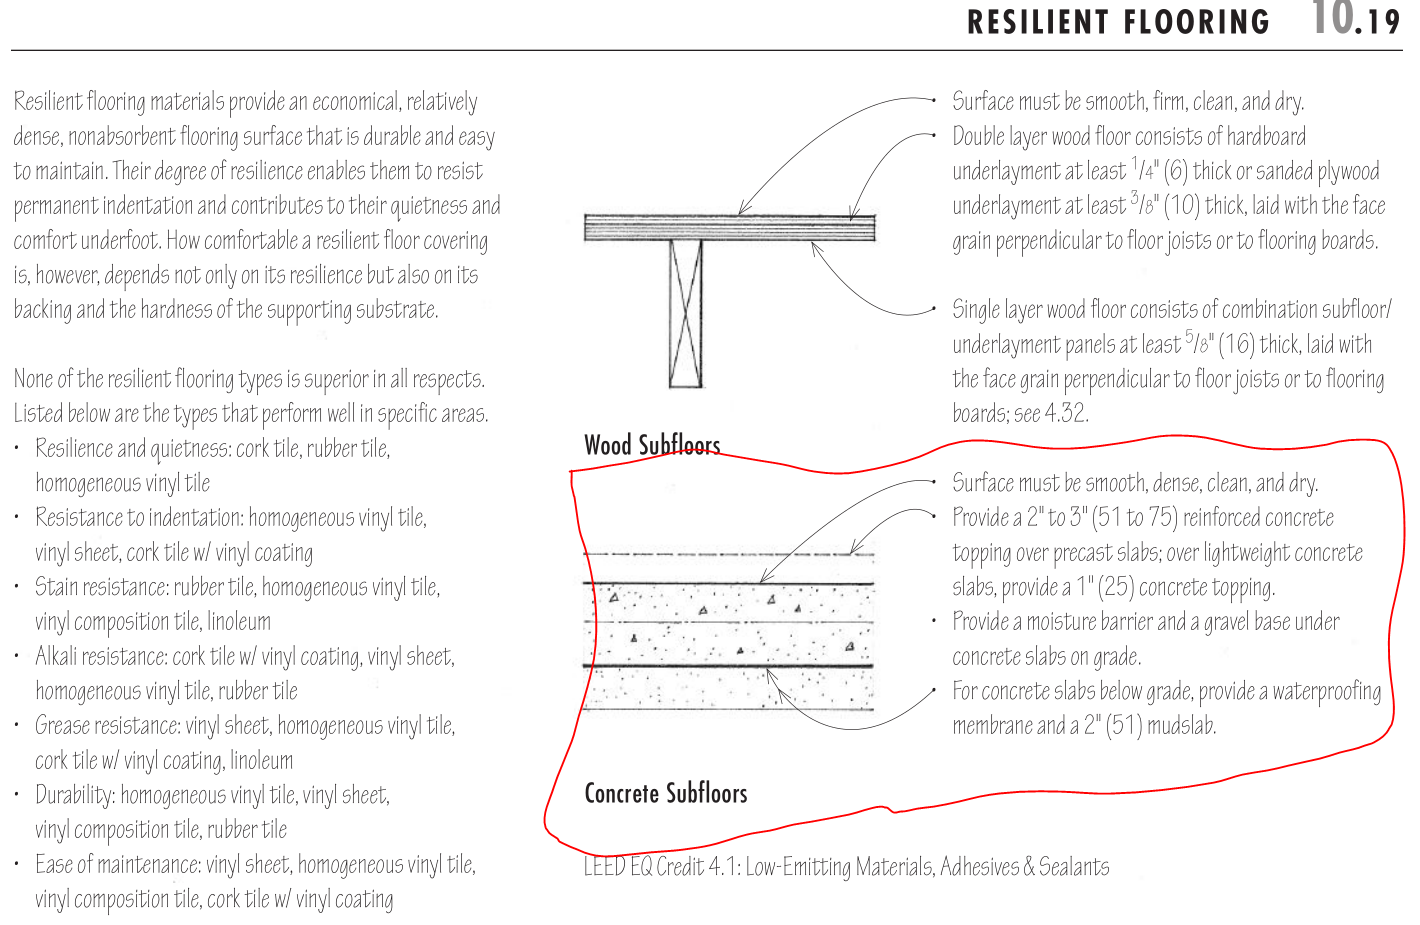 RESILIENT FLOORING 10.19
Resilient flooring materials provide an economical, relatively
dense, nonabsorbent flooring surface that is durable and easy
to maintain. Their degree of resilience enables them to resist
permanent indentation and contributes to their quietness and
comfort underfoot. How comfortable a resilient floor covering
is, however, depends not only on its resilience but also on its
backing and the hardness of the supporting substrate.
None of the resilient flooring types is superior in all respects.
Listed below are the types that perform well in specific areas.
• Resilience and quietness: cork tile, rubber tile,
homogeneous vinyl tile
• Resistance to indentation: homogeneous vinyl tile,
vinyl sheet, cork tile w/ vinyl coating
• Stain resistance: rubber tile, homogeneous vinyl tile,
vinyl composition tile, linoleum
• Alkali resistance: cork tile w/ vinyl coating, vinyl sheet,
homogeneous vinyl tile, rubber tile
• Grease resistance: vinyl sheet, homogeneous vinyl tile,
cork tile w/ vinyl coating, linoleum
• Durability: homogeneous vinyl tile, vinyl sheet,
vinyl composition tile, rubber tile
• Ease of maintenance: vinyl sheet, homogeneous vinyl tile,
vinyl composition tile, cork tile w/ vinyl coating
• Surface must be smooth, firm, clean, and dry.
• Double layer wood floor consists of hardboard
underlayment at least 1/4" (6) thick or sanded plywood
underlayment at least 3/8" (10) thick, laid with the face
grain perpendicular to floor joists or to flooring boards.
• Single layer wood floor consists of combination subfloor/
underlayment panels at least 5/8" (16) thick, laid with
the face grain perpendicular to floor joists or to flooring
boards; see 4.32.
Wood Subfloors
• Surface must be smooth, dense, clean, and dry.
• Provide a 2" to 3" (51 to 75) reinforced concrete
topping over precast slabs; over lightweight concrete
slabs, provide a 1" (25) concrete topping.
• Provide a moisture barrier and a gravel base under
concrete slabs on grade.
• For concrete slabs below grade, provide a waterproofing
membrane and a 2" (51) mudslab.
Concrete Subfloors
LEED EQ Credit 4.1: Low-Emitting Materials, Adhesives & Sealants